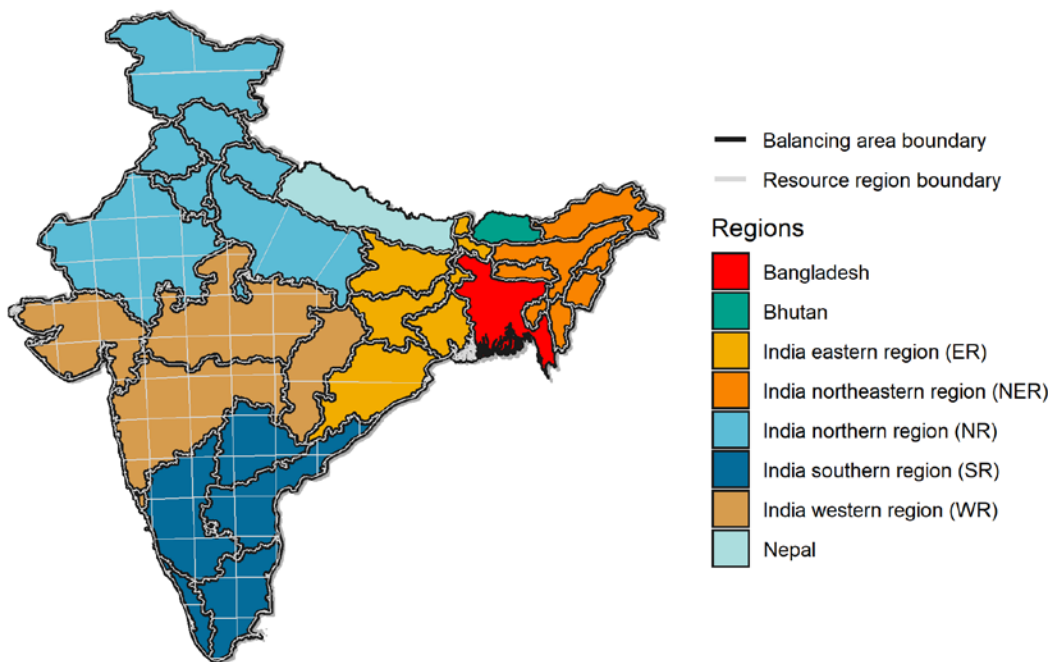 Balancing area boundary
Resource region boundary
Regions
Bangladesh
Bhutan
India eastern region (ER)
India northeastern region (NER)
India northern region (NR)
India southern region (SR)
India western region (WR)
Nepal